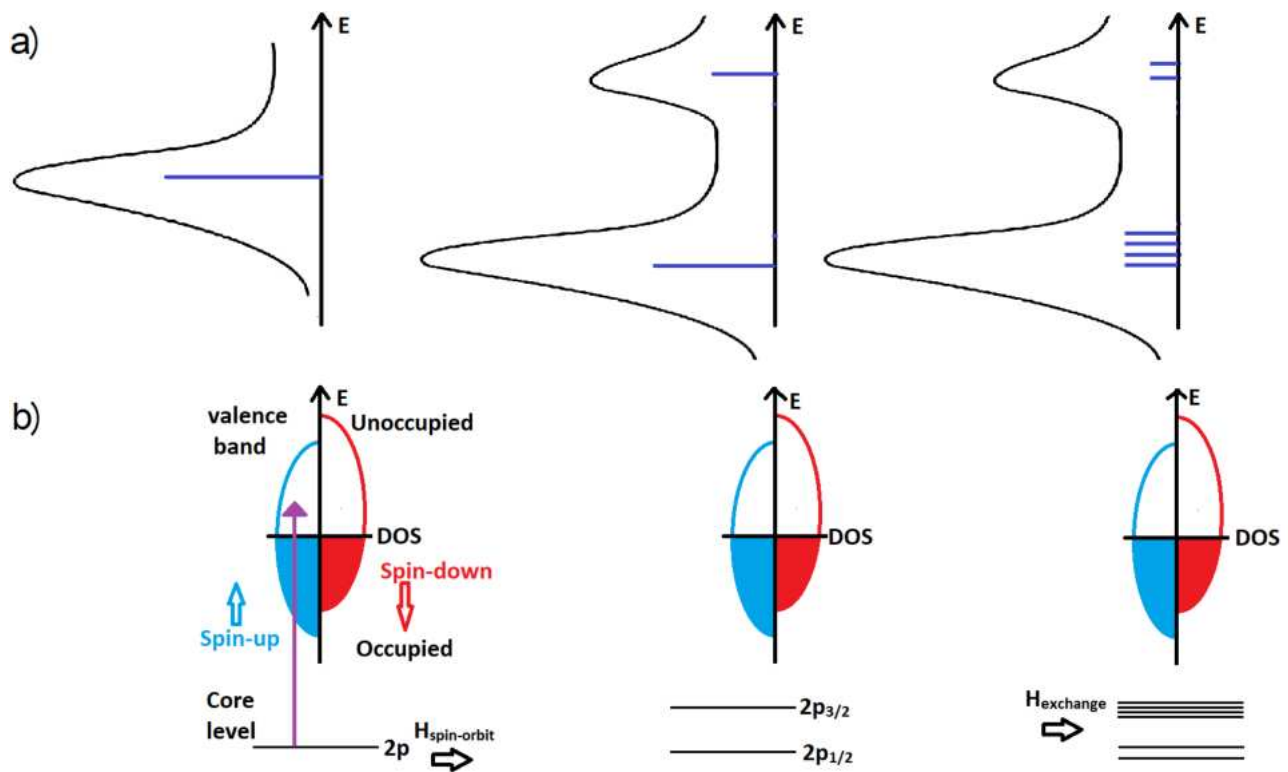 a)
E
E
E
b)
E
valence
band
Unoccupied
DOS
Spin-down
Spin-up
Occupied
Core
level
2p
Hspin-orbit
E
DOS
2p3/2
2p1/2
E
DOS
Hexchange